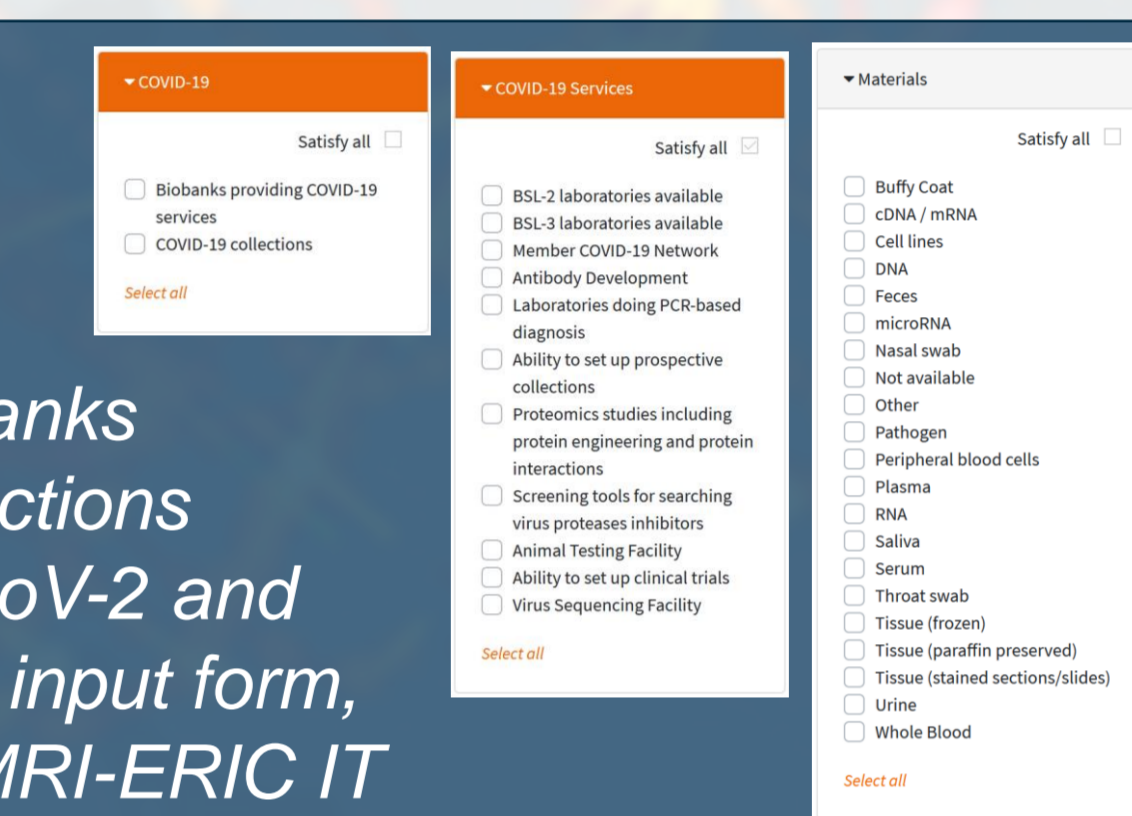 COVID-19
Satisfy all
Biobanks providing COVID-19
services
COVID-19 collections
Select all
COVID-19 Services
Satisfy all
BSL-2 laboratories available
BSL-3 laboratories available
Member COVID-19 Network
Antibody Development
Laboratories doing PCR-based
diagnosis
Ability to set up prospective
collections
Proteomics studies including
protein engineering and protein
interactions
Screening tools for searching
virus proteases inhibitors
Animal Testing Facility
Ability to set up clinical trials
Virus Sequencing Facility
Select all
Materials
Satisfy all
Buffy Coat
cDNA / mRNA
Cell lines
DNA
Feces
microRNA
Nasal swab
Not available
Other
Pathogen
Peripheral blood cells
Plasma
RNA
Saliva
Serum
Throat swab
Tissue (frozen)
Tissue (paraffin preserved)
Tissue (stained sections/slides)
Urine
Whole Blood
Select all
anks
ctions
oV-2 and
input form,
MRI-ERIC IT